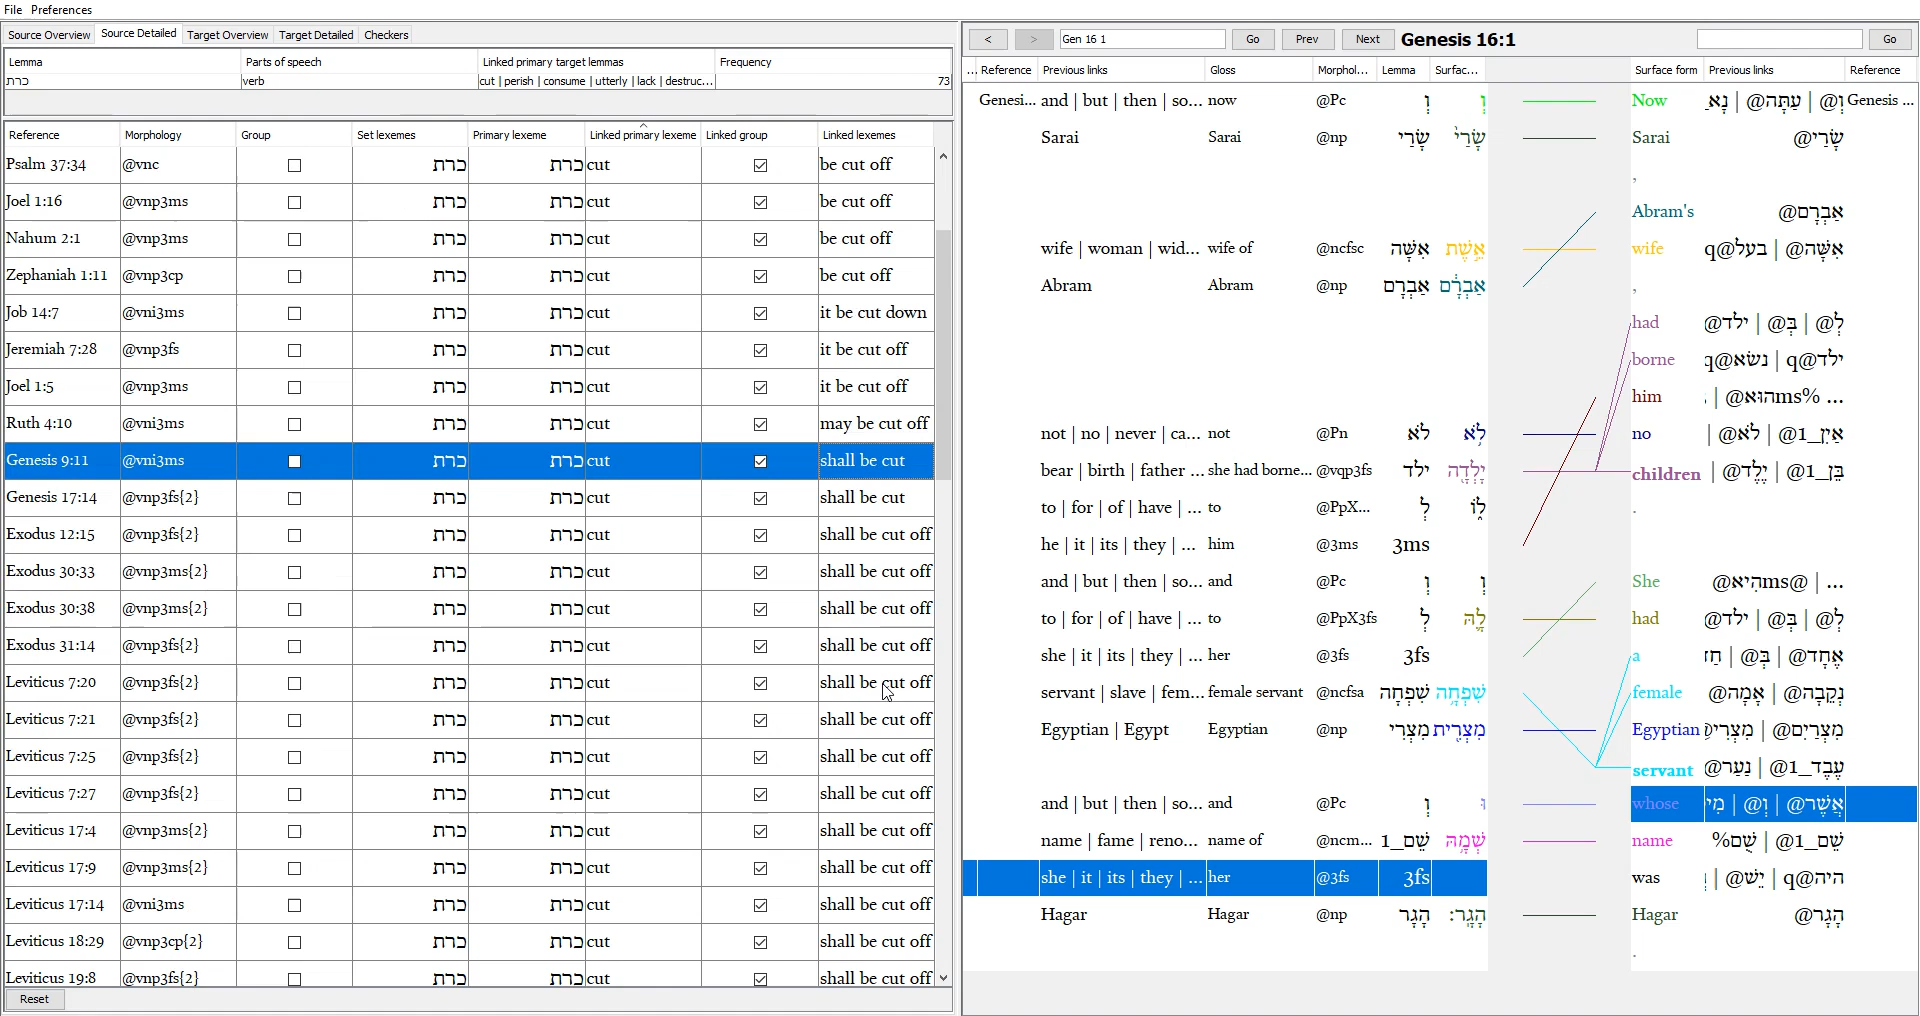 File Preferences
Source Overview Source Detailed Target Overview Target Detailed Checkers
Lemma Parts of speech Linked primary target lemmas Frequency
כרת verb cut | perish | consume | utterly | lack | destruc... 73
Reference Morphology Group Set lexemes Primary lexeme Linked primary lexeme Linked group Linked lexemes
Psalm 37:34 @vnc כרת כרת cut be cut off
Joel 1:16 @vnp3ms כרת כרת cut be cut off
Nahum 2:1 @vnp3ms כרת כרת cut be cut off
Zephaniah 1:11 @vnp3cp כרת כרת cut be cut off
Job 14:7 @vni3ms כרת כרת cut it be cut down
Jeremiah 7:28 @vnp3fs כרת כרת cut it be cut off
Joel 1:5 @vnp3ms כרת כרת cut it be cut off
Ruth 4:10 @vni3ms כרת כרת cut may be cut off
Genesis 9:11 @vni3ms כרת כרת cut shall be cut
Genesis 17:14 @vnp3fs{2} כרת כרת cut shall be cut
Exodus 12:15 @vnp3fs{2} כרת כרת cut shall be cut off
Exodus 30:33 @vnp3ms{2} כרת כרת cut shall be cut off
Exodus 30:38 @vnp3ms{2} כרת כרת cut shall be cut off
Exodus 31:14 @vnp3fs{2} כרת כרת cut shall be cut off
Leviticus 7:20 @vnp3fs{2} כרת כרת cut shall be cut off
Leviticus 7:21 @vnp3fs{2} כרת כרת cut shall be cut off
Leviticus 7:25 @vnp3fs{2} כרת כרת cut shall be cut off
Leviticus 7:27 @vnp3fs{2} כרת כרת cut shall be cut off
Leviticus 17:4 @vnp3ms{2} כרת כרת cut shall be cut off
Leviticus 17:9 @vnp3ms{2} כרת כרת cut shall be cut off
Leviticus 17:14 @vni3ms כרת כרת cut shall be cut off
Leviticus 18:29 @vnp3cp{2} כרת כרת cut shall be cut off
Leviticus 19:8 @vnp3fs{2} כרת כרת cut shall be cut off
Reset
< > Gen 16 1 Go Prev Next Genesis 16:1 Go
... Reference Previous links Gloss Morphol... Lemma Surfac... Surface form Previous links Reference
Genesi... and | but | then | so... now @Pc וְ וְ Now וְ@ | עַתָּה@ | נָא Genesis ...
Sarai Sarai @np שָׂרַי שָׂרַי֙ Sarai שָׂרַי@
,
Abram's אַבְרָם@
wife | woman | wid... wife of @ncfsc אִשָּׁה אֵ֣שֶׁת wife אִשָּׁה@ | בעל@q
Abram Abram @np אַבְרָם אַבְרָ֔ם ,
had לְ@ | בְּ@ | ילד@
borne ילד@q | נשׂא@q
him הוּא@ | ms% ...
not | no | never | ca... not @Pn לֹא לֹ֥א no אַיִן_1@ | לֹא@ |
bear | birth | father ... she had borne... @vqp3fs ילד יָלְדָ֖ה children בֵּן_1@ | יֶלֶד@ |
to | for | of | have | ... to @PpX... לְ ל֑וֹ .
he | it | its | they | ... him @3ms 3ms
and | but | then | so... and @Pc וְ וְ She הִיא@ | @ms ...
to | for | of | have | ... to @PpX3fs לְ לָ֛הּ had לְ@ | בְּ@ | ילד@
she | it | its | they | ... her @3fs 3fs a אֶחָד@ | בְּ@ |
servant | slave | fem... female servant @ncfsa שִׁפְחָה שִׁפְחָ֥ה female נְקֵבָה@ | אָמָה@
Egyptian | Egypt Egyptian @np מִצְרִי מִצְרִ֖ית Egyptian מִצְרַיִם@ | מִצְרִי@
servant עֶבֶד_1@ | נַעַר@
and | but | then | so... and @Pc וְ וּ whose אֲשֶׁר@ | וְ@ | מִי
name | fame | reno... name of @ncm... שֵׁם_1 שְׁמָ֥הּ name שֵׁם_1@ | שֻׁם%
she | it | its | they | ... her @3fs 3fs was היה@q | יֵשׁ@ |
Hagar Hagar @np הָגָר הָגָֽר׃ Hagar הָגָר@
.